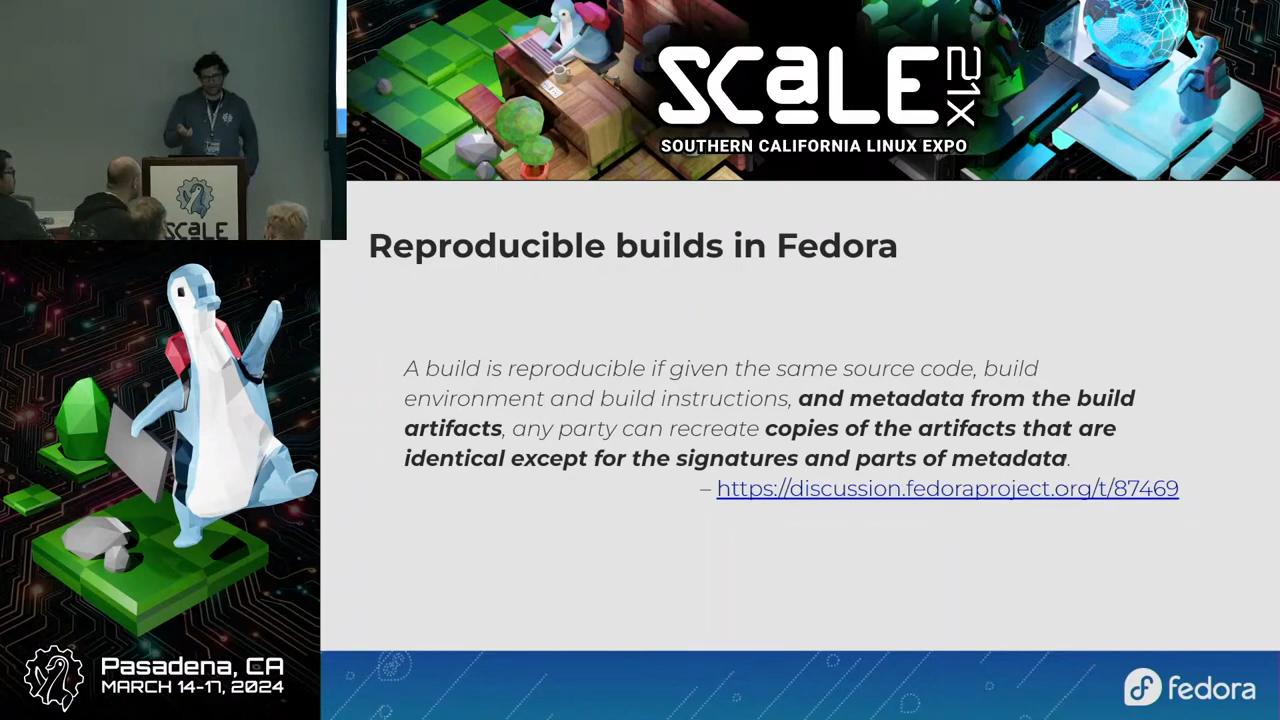 SCaLE 21X
SOUTHERN CALIFORNIA LINUX EXPO
SCaLE
Reproducible builds in Fedora
A build is reproducible if given the same source code, build
environment and build instructions, and metadata from the build
artifacts, any party can recreate copies of the artifacts that are
identical except for the signatures and parts of metadata.
– https://discussion.fedoraproject.org/t/87469
Pasadena, CA
MARCH 14-17, 2024
fedora